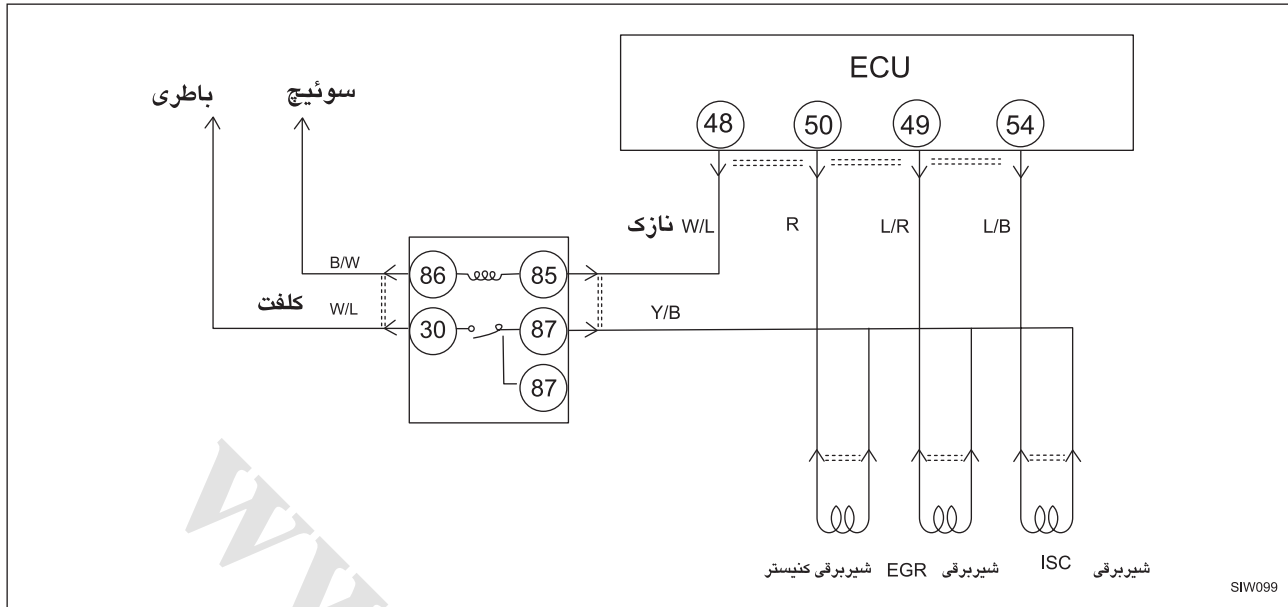 ECU
باطری
سوئیچ
48 50 49 54
نازک W/L R L/R L/B
B/W 86 85
کلفت W/L 30 87 Y/B
87
شیربرقی کنیستر
شیربرقی EGR
شیربرقی ISC
SIW099